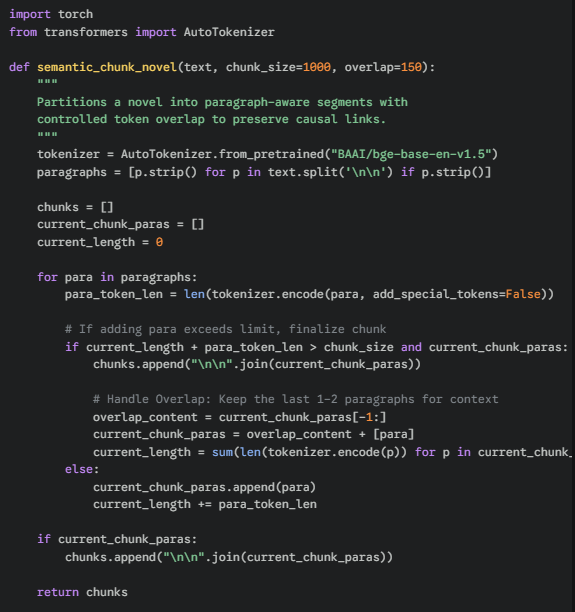 import torch
from transformers import AutoTokenizer

def semantic_chunk_novel(text, chunk_size=1000, overlap=150):
    """
    Partitions a novel into paragraph-aware segments with
    controlled token overlap to preserve causal links.
    """
    tokenizer = AutoTokenizer.from_pretrained("BAAI/bge-base-en-v1.5")
    paragraphs = [p.strip() for p in text.split('\n\n') if p.strip()]

    chunks = []
    current_chunk_paras = []
    current_length = 0

    for para in paragraphs:
        para_token_len = len(tokenizer.encode(para, add_special_tokens=False))

        # If adding para exceeds limit, finalize chunk
        if current_length + para_token_len > chunk_size and current_chunk_paras:
            chunks.append("\n\n".join(current_chunk_paras))

            # Handle Overlap: Keep the last 1-2 paragraphs for context
            overlap_content = current_chunk_paras[-1:]
            current_chunk_paras = overlap_content + [para]
            current_length = sum(len(tokenizer.encode(p)) for p in current_chunk_
        else:
            current_chunk_paras.append(para)
            current_length += para_token_len

    if current_chunk_paras:
        chunks.append("\n\n".join(current_chunk_paras))

    return chunks